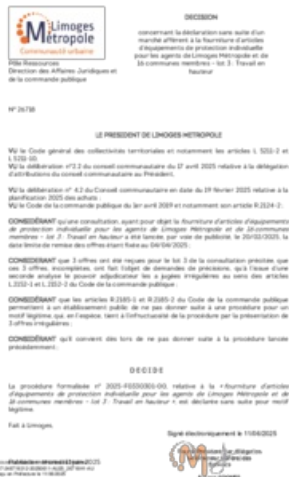 Limoges
Métropole
Communauté urbaine
Pôle Ressources
Direction des Affaires Juridiques et
de la commande publique
DECISION
concernant la déclaration sans suite d'un
marché afférent à la fourniture d'articles
d'équipements de protection individuelle
pour les agents de Limoges Métropole et de
16 communes membres - lot 3 : Travail en
hauteur
N° 26718
LE PRESIDENT DE LIMOGES METROPOLE
VU le Code général des collectivités territoriales et notamment les articles L 5211-2 et
L 5211-10.
VU la délibération n°2.2 du conseil communautaire du 17 avril 2025 relative à la délégation
d'attributions du conseil communautaire au Président.
VU la délibération n° 4.2 du Conseil communautaire en date du 19 février 2025 relative à la
planification 2025 des achats ;
VU le Code de la commande publique du 1er avril 2019 et notamment son article R.2124-2 ;
CONSIDÉRANT qu'une consultation, ayant pour objet la fourniture d'articles d'équipements
de protection individuelle pour les agents de Limoges Métropole et de 16 communes
membres - lot 3 : Travail en hauteur a été lancée par voie de publicité le 20/02/2025, la
date limite de remise des offres étant fixée au 04/04/2025 ;
CONSIDERANT que 3 offres ont été reçues pour le lot 3 de la consultation précitée que
ces 3 offres, incomplètes, ont fait l'objet de demandes de précisions, qu'à l'issue d'une
seconde analyse le pouvoir adjudicateur les a jugées irrégulières au sens des articles
L.2152-1 et L.2152-2 du Code de la commande publique ;
CONSIDÉRANT que les articles R.2185-1 et R.2185-2 du Code de la commande publique
permettent à un établissement public de ne pas donner suite à une procédure pour un
motif légitime, qui en l'espèce, tient à l'infructuosité de la procédure par la présentation de
3 offres irrégulières ;
CONSIDÉRANT qu'il convient dès lors de ne pas donner suite à la procédure lancée
précédemment ;
D E C I D E
La procédure formalisée n° relative à la « fourniture d'articles
d'équipements de protection individuelle pour les agents de Limoges Métropole et de
16 communes membres - lot 3 : Travail en hauteur », est déclarée sans suite pour motif
légitime.
Fait à Limoges,
Signé électroniquement le 11/06/2025